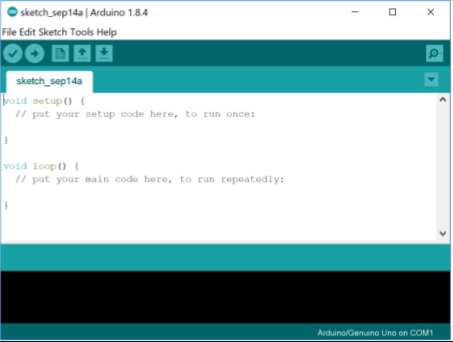 sketch_sep14a | Arduino 1.8.4
File Edit Sketch Tools Help
sketch_sep14a
void setup() {
// put your setup code here, to run once:
}
void loop() {
// put your main code here, to run repeatedly:
}
Arduino/Genuino Uno on COM1